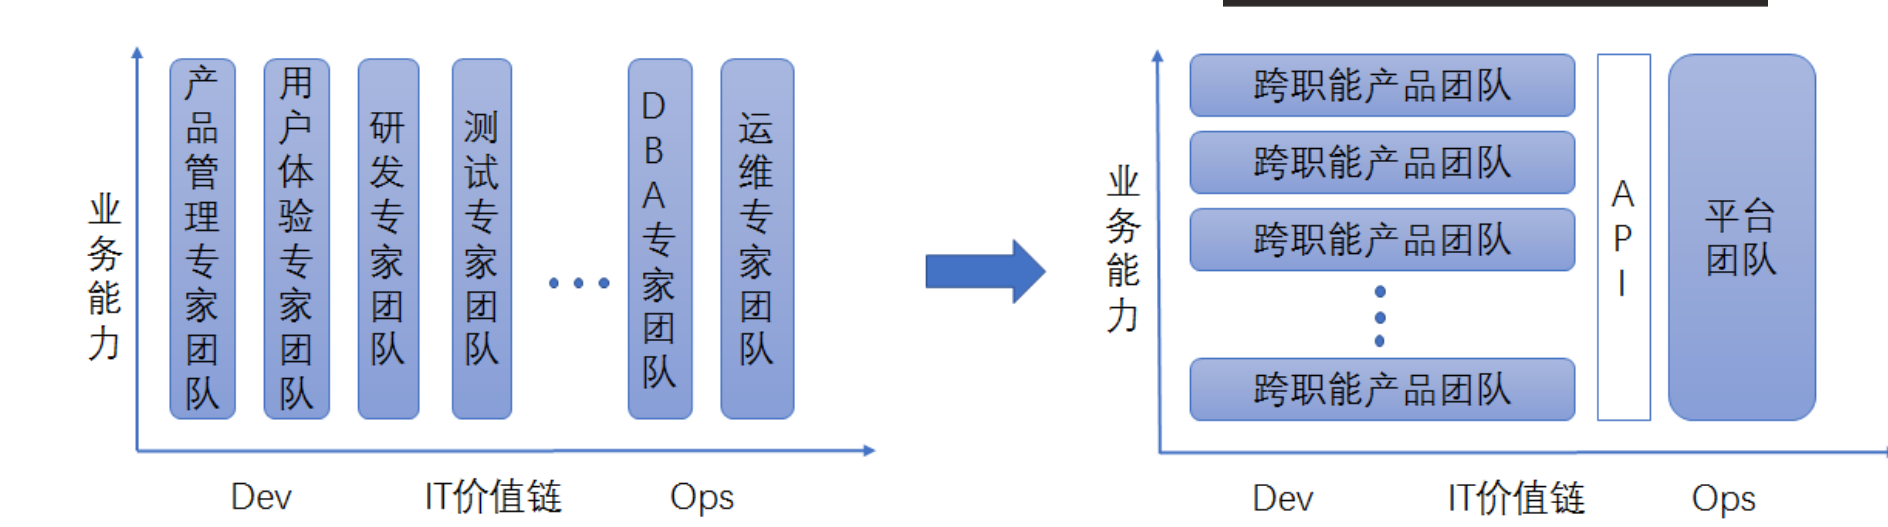 业务能力
产品管理专家团队
用户体验专家团队
研发专家团队
测试专家团队
DBA专家团队
运维专家团队
Dev
IT价值链
Ops
业务能力
跨职能产品团队
跨职能产品团队
跨职能产品团队
跨职能产品团队
API
平台
团队
Dev
IT价值链
Ops